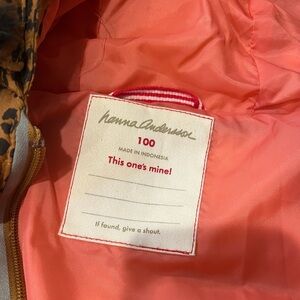 hanna andersson
100
MADE IN INDONESIA
This one's mine!
If found, give a shout.